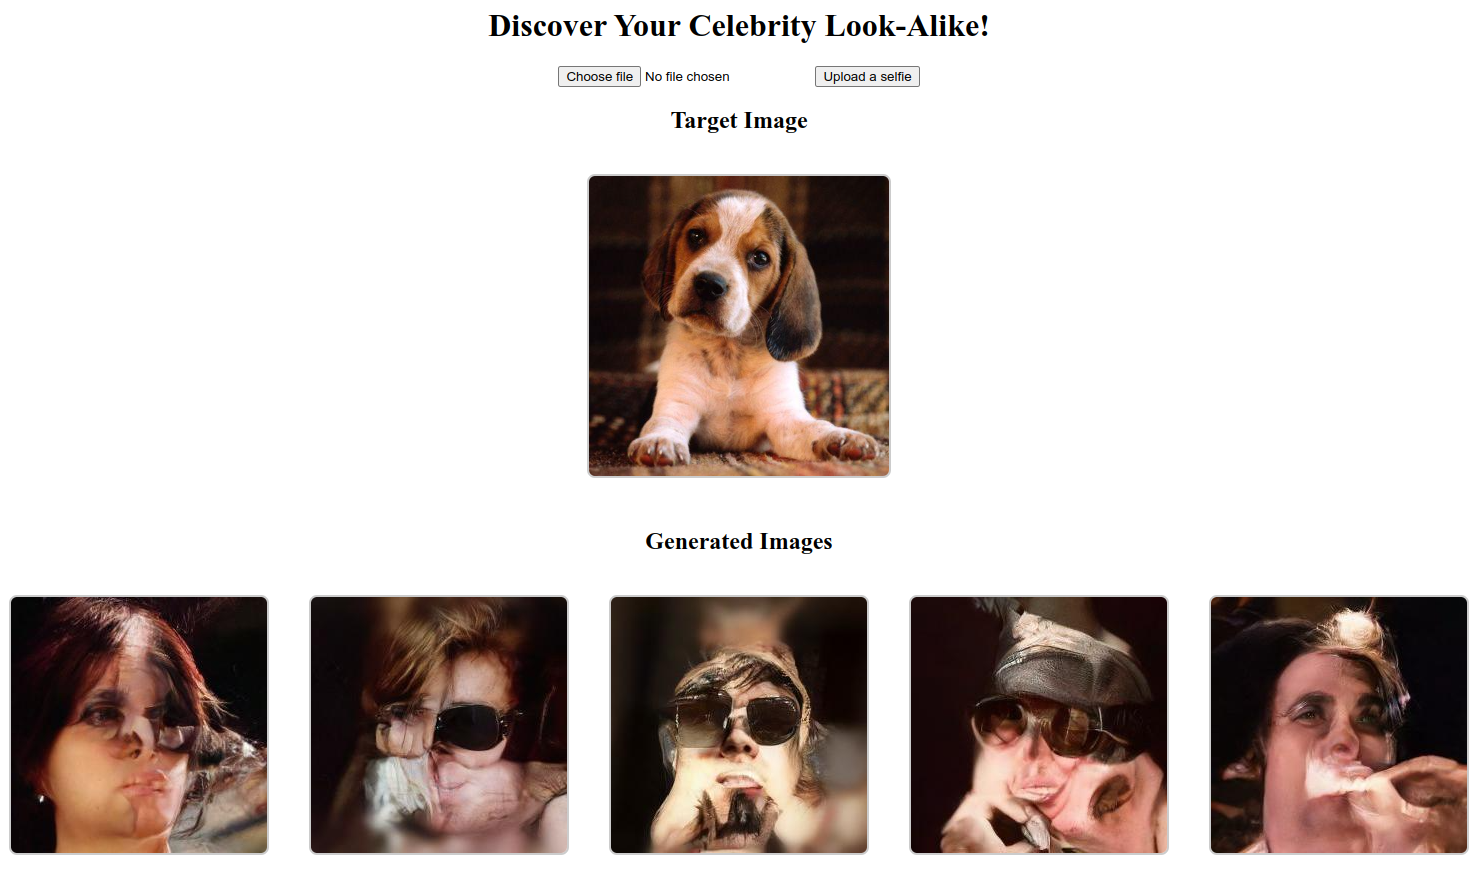 Discover Your Celebrity Look-Alike!
Choose file No file chosen Upload a selfie
Target Image
Generated Images